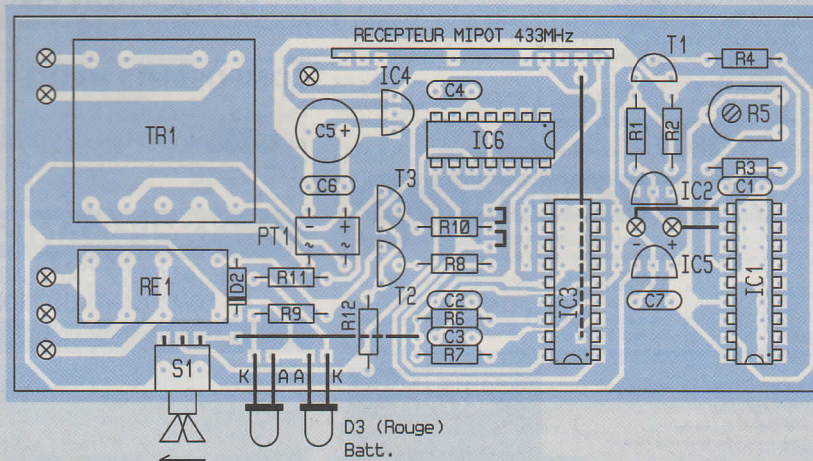 RECEPTEUR MIPOT 433MHz
T1
R4
IC4
C4
TR1
C5+
IC6
R1
R2
R5
R3
C6
T3
IC2
C1
PT1
-
+
~
~
R10
-
+
RE1
D2
R11
R8
IC3
IC5
IC1
R9
T2
R12
C2
R6
C3
R7
C7
S1
K
A
A
K
D3 (Rouge)
Batt.